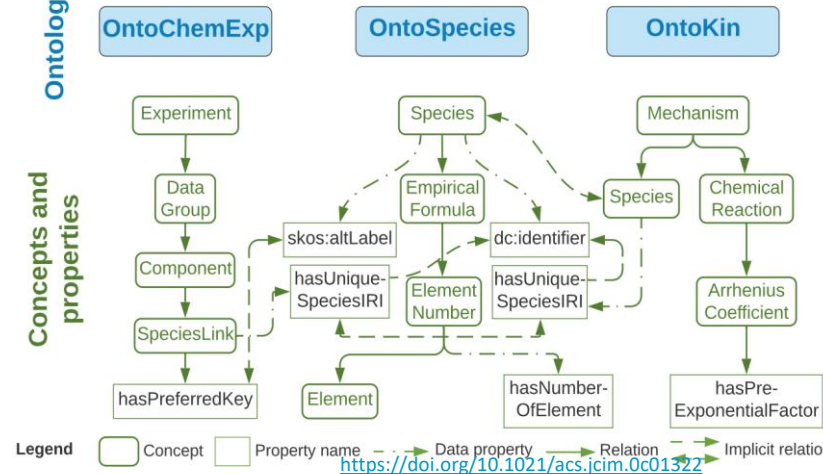 Ontolog
OntoChemExp
OntoSpecies
OntoKin
Concepts and
properties
Experiment
Data
Group
Component
SpeciesLink
hasPreferredKey
Species
Empirical
Formula
skos:altLabel
dc:identifier
hasUnique-
SpeciesIRI
Element
Number
hasUnique-
SpeciesIRI
Element
hasNumber-
OfElement
Mechanism
Species
Chemical
Reaction
Arrhenius
Coefficient
hasPre-
ExponentialFactor
Legend
Concept
Property name
Data property
Relation
Implicit relatio
https://doi.org/10.1021/acs.jcim.0c01322